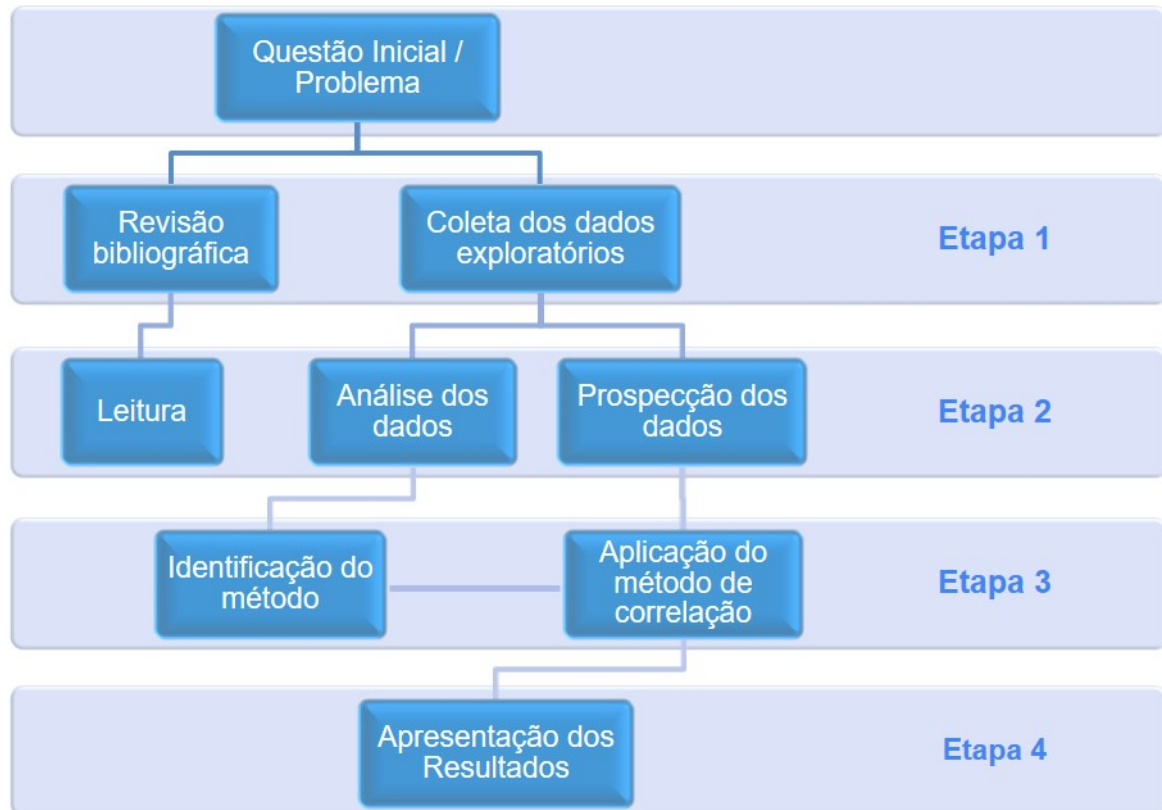 Questão Inicial /
Problema
Revisão
bibliográfica
Coleta dos dados
exploratórios
Etapa 1
Leitura
Análise dos
dados
Prospecção dos
dados
Etapa 2
Identificação do
método
Aplicação do
método de
correlação
Etapa 3
Apresentação dos
Resultados
Etapa 4